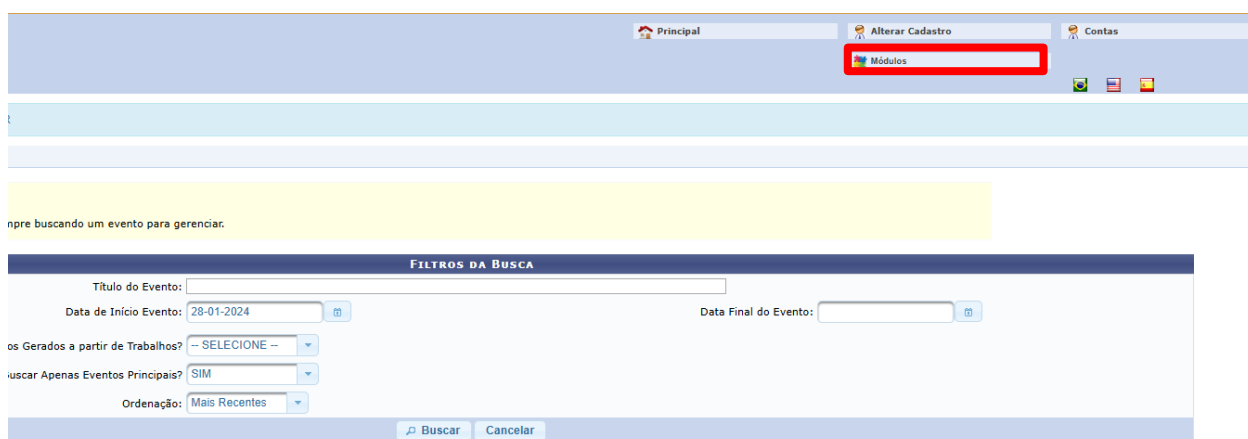 Principal
Alterar Cadastro
Contas
Módulos
mpre buscando um evento para gerenciar.
FILTROS DA BUSCA
Título do Evento:
Data de Início Evento: 28-01-2024
Data Final do Evento:
os Gerados a partir de Trabalhos? -- SELECIONE --
Buscar Apenas Eventos Principais? SIM
Ordenação: Mais Recentes
Buscar Cancelar